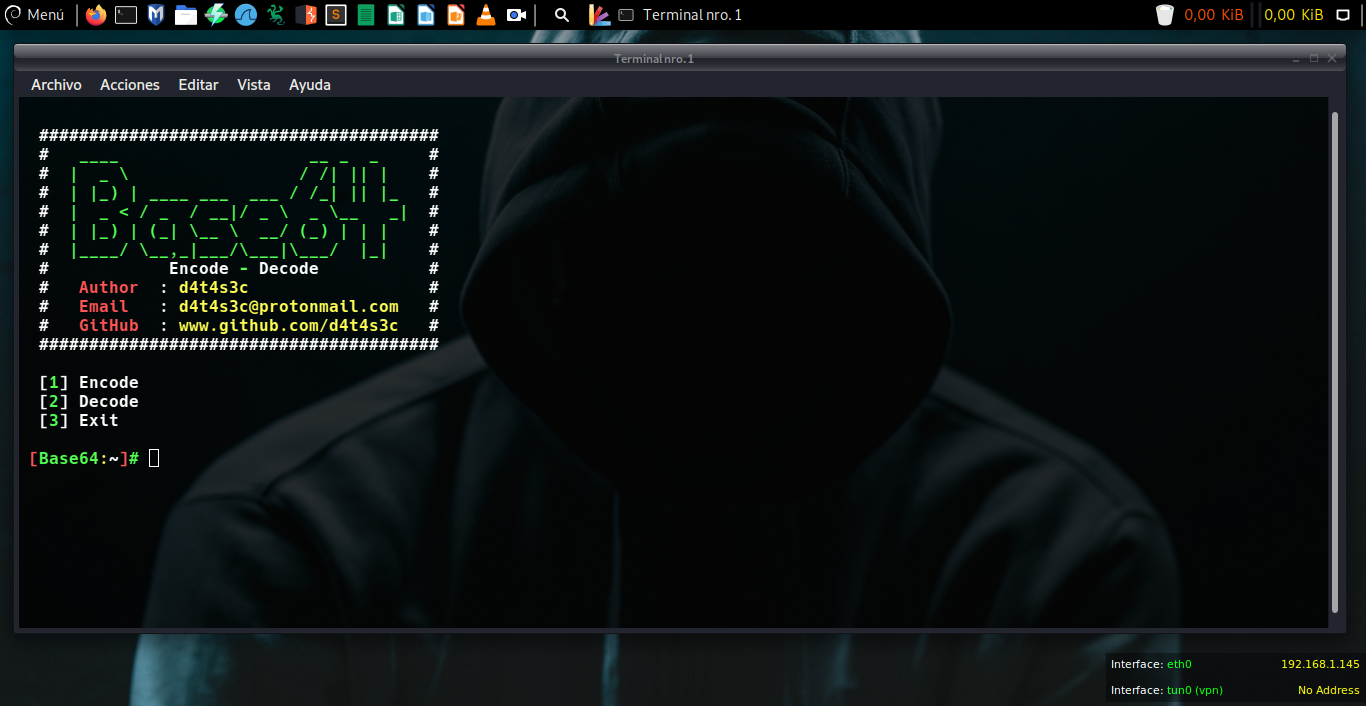 Menú
Terminal nro. 1
0,00 KiB
0,00 KiB
Terminal nro. 1
Archivo Acciones Editar Vista Ayuda
########################################
#    ____                   __ _  _     #
#   |  _ \                 / /| || |    #
#   | |_) | ____ ___  ___ / /_| || |_   #
#   |  _ < / _  / __|/ _ \  _ \__   _|  #
#   | |_) | (_| \__ \  __/ (_) | | |    #
#   |____/ \__,_|___/\___|\___/  |_|    #
#            Encode - Decode           #
#   Author  : d4t4s3c                  #
#   Email   : d4t4s3c@protonmail.com   #
#   GitHub  : www.github.com/d4t4s3c   #
########################################
[1] Encode
[2] Decode
[3] Exit
[Base64:~]#
Interface: eth0 192.168.1.145
Interface: tun0 (vpn) No Address